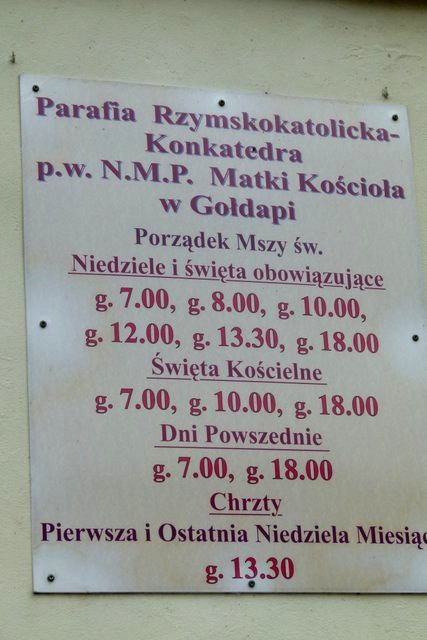 Parafia Rzymskokatolicka-
Konkatedra
p.w. N.M.P. Matki Kościoła
w Gołdapi
Porządek Mszy św.
Niedziele i święta obowiązujące
g. 7.00, g. 8.00, g. 10.00,
g. 12.00, g. 13.30, g. 18.00
Święta Kościelne
g. 7.00, g. 10.00, g. 18.00
Dni Powszednie
g. 7.00, g. 18.00
Chrzty
Pierwsza i Ostatnia Niedziela
g. 13.30